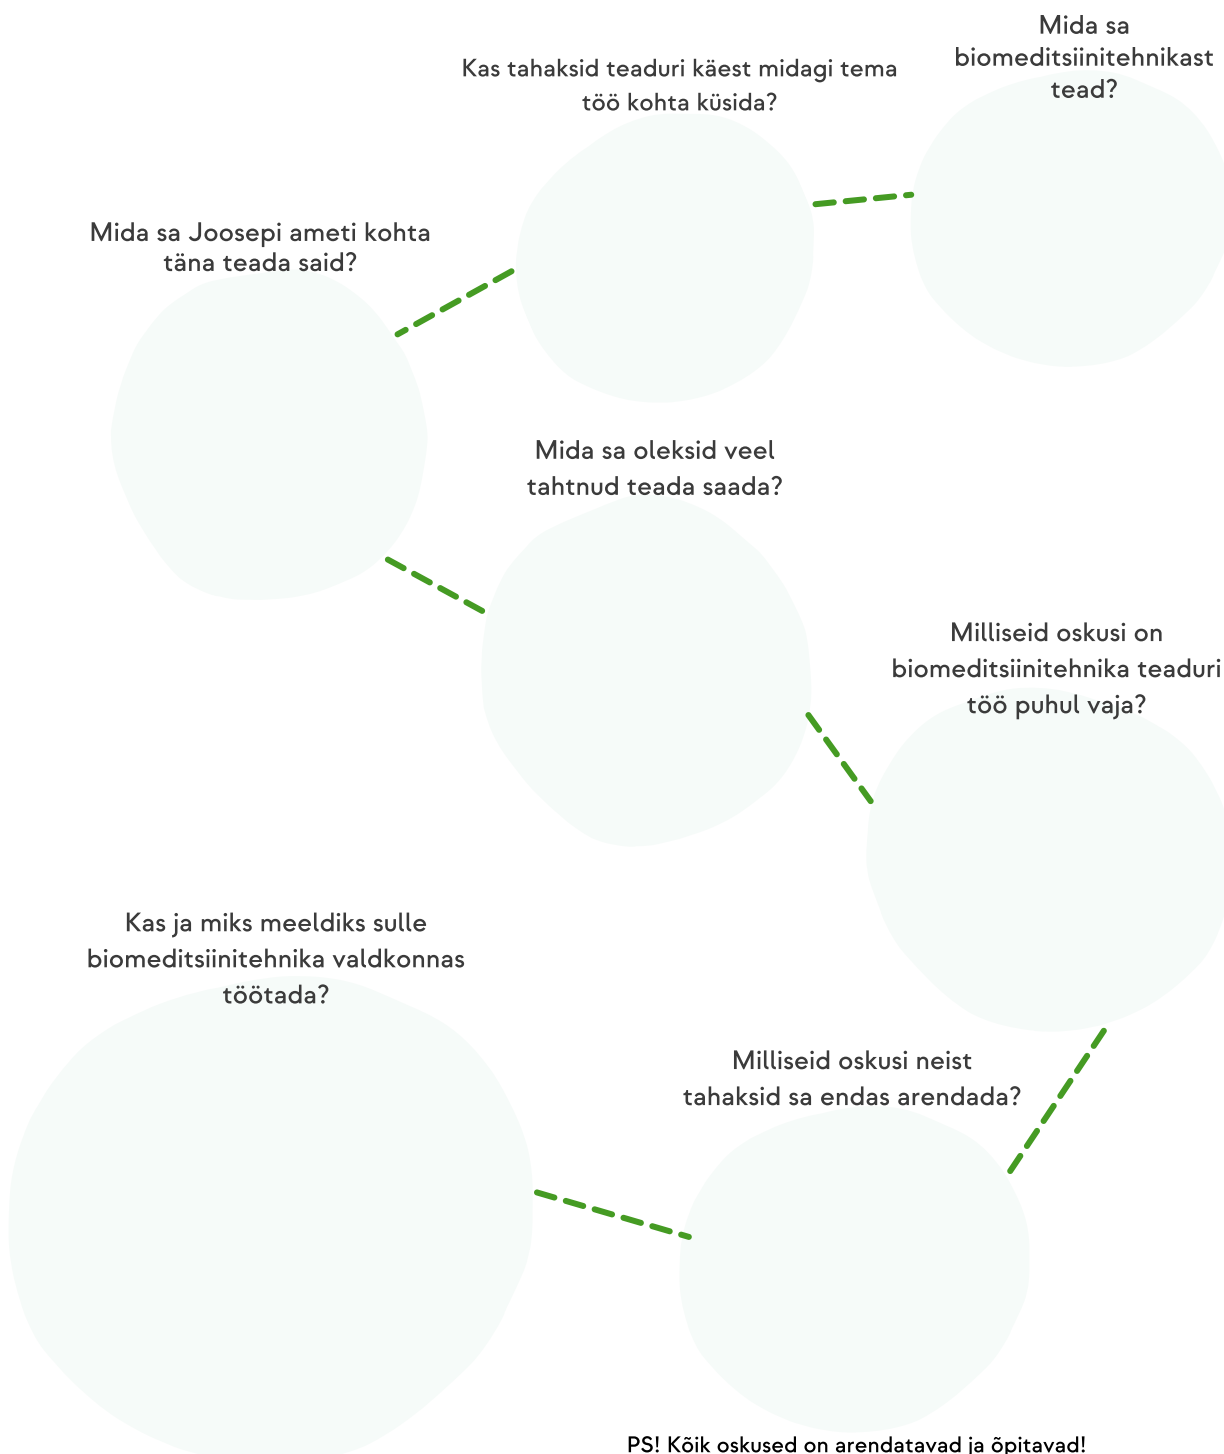 Mida sa
biomeditsiinitehnikast
tead?
Kas tahaksid teaduri käest midagi tema
töö kohta küsida?
Mida sa Joosepi ameti kohta
täna teada said?
Mida sa oleksid veel
tahtnud teada saada?
Milliseid oskusi on
biomeditsiinitehnika teaduri
töö puhul vaja?
Milliseid oskusi neist
tahaksid sa endas arendada?
Kas ja miks meeldiks sulle
biomeditsiinitehnika valdkonnas
töötada?
PS! Kõik oskused on arendatavad ja õpitavad!